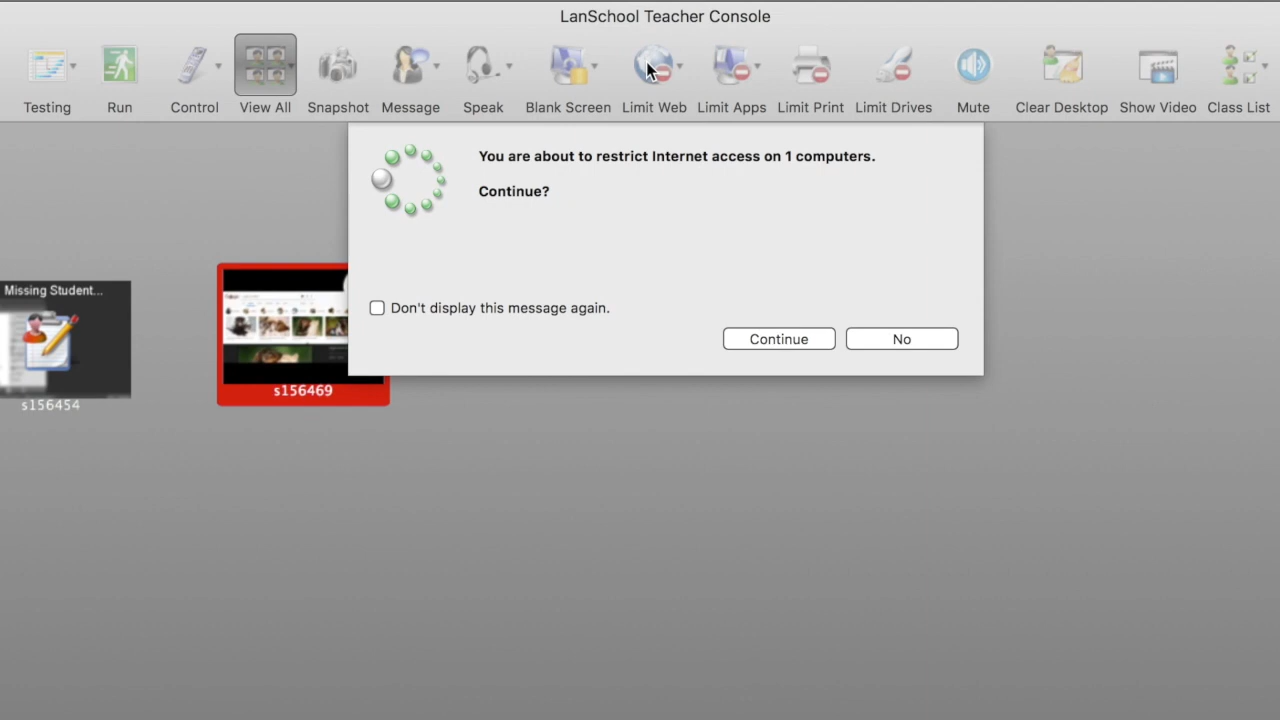 LanSchool Teacher Console
Testing Run Control View All Snapshot Message Speak Blank Screen Limit Web Limit Apps Limit Print Limit Drives Mute Clear Desktop Show Video Class List
You are about to restrict Internet access on 1 computers.
Continue?
Don't display this message again.
Continue No
Missing Student...
s156454
s156469